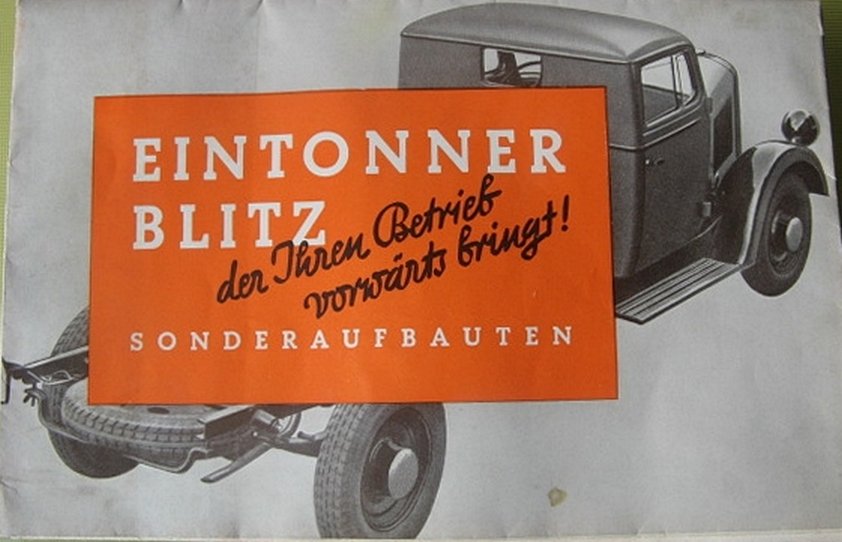 EINTONNER
BLITZ
der Ihren Betrieb
vorwärts bringt!
SONDERAUFBAUTEN